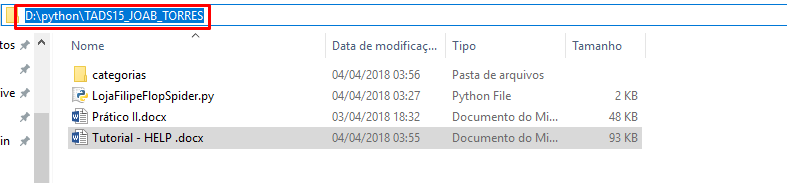 D:\python\TADS15_JOAB_TORRES
Nome Data de modificaç... Tipo Tamanho
tos categorias 04/04/2018 03:56 Pasta de arquivos
LojaFilipeFlopSpider.py 04/04/2018 03:27 Python File 2 KB
ive Prático II.docx 03/04/2018 18:32 Documento do Mi... 48 KB
in Tutorial - HELP .docx 04/04/2018 03:55 Documento do Mi... 93 KB